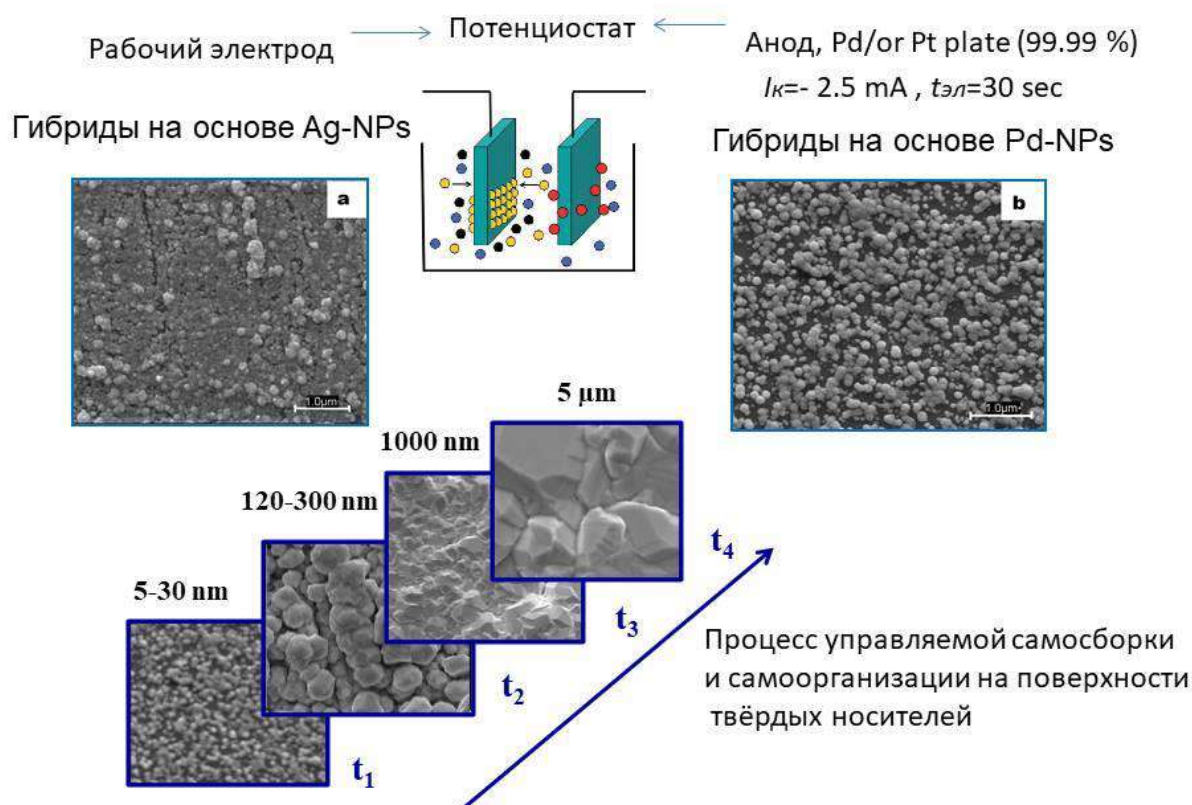 Рабочий электрод
Потенциостат
Анод, Pd/or Pt plate (99.99 %)
Iк=- 2.5 mA , tэл=30 sec
Гибриды на основе Ag-NPs
Гибриды на основе Pd-NPs
a
1.0µm
b
1.0µm
5 µm
1000 nm
120-300 nm
5-30 nm
t4
t3
t2
t1
Процесс управляемой самосборки
и самоорганизации на поверхности
твёрдых носителей